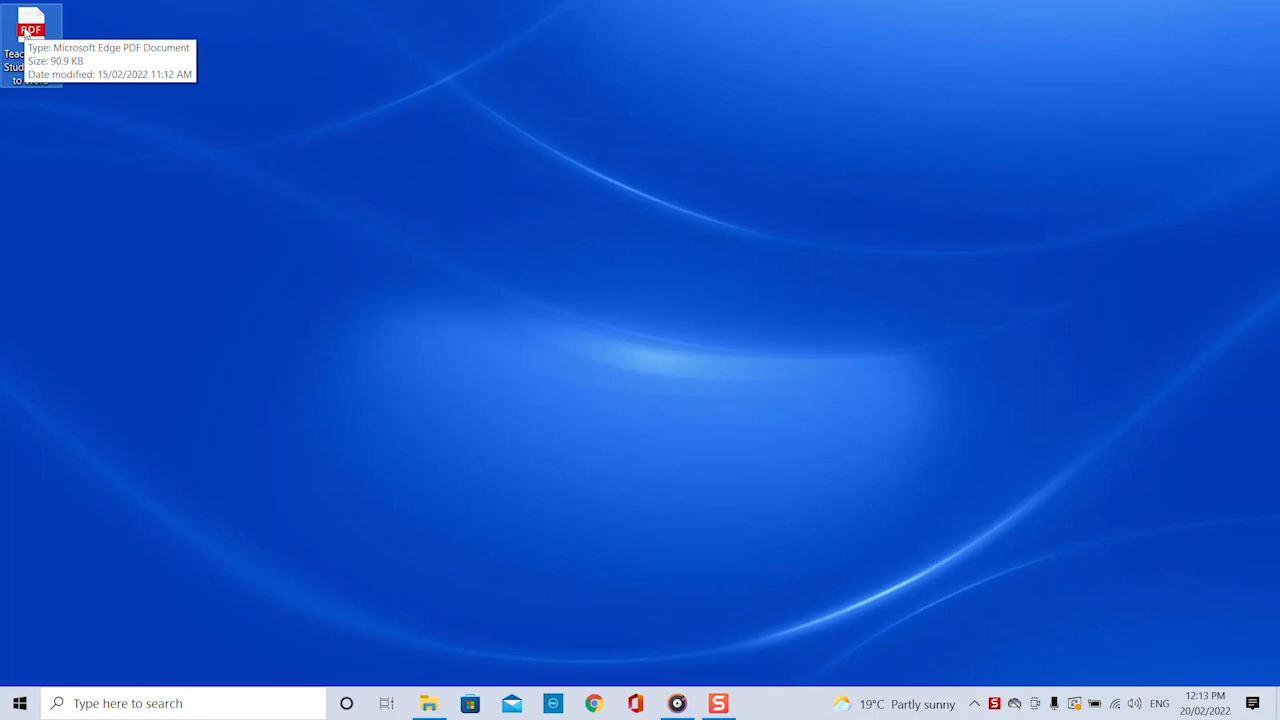 PDF
Type: Microsoft Edge PDF Document
Size: 90.9 KB
Date modified: 15/02/2022 11:12 AM
Teac
Stud
to
Type here to search
19°C Partly sunny
ENG
12:13 PM
20/02/2022